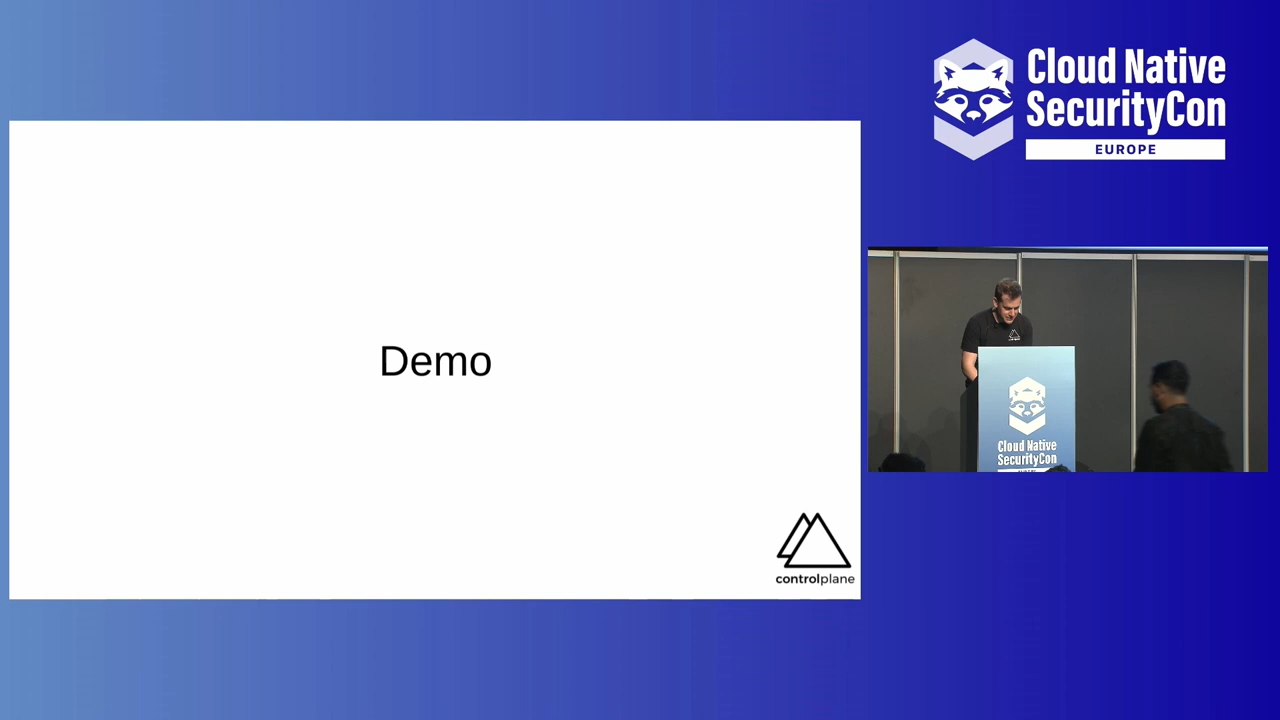 Cloud Native
SecurityCon
EUROPE
Demo
controlplane
Cloud Native
SecurityCon